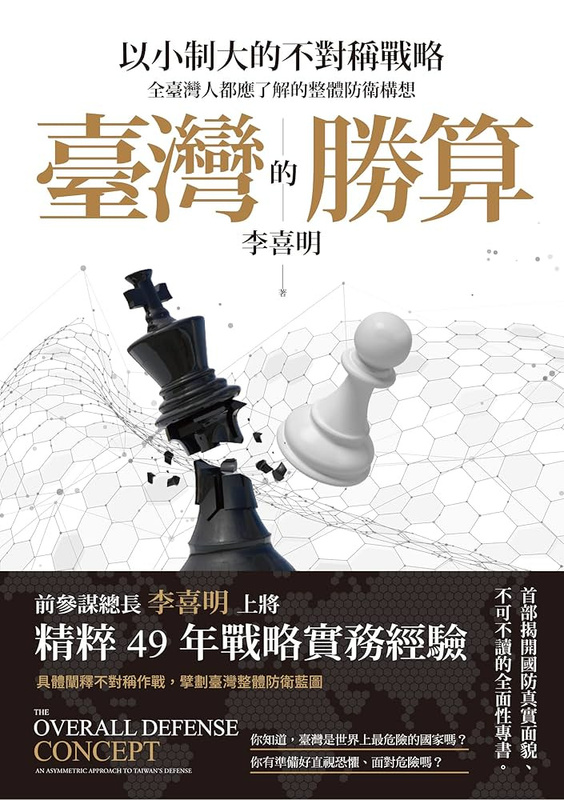 以小制大的不對稱戰略
全臺灣人都應了解的整體防衛構想
臺灣的勝算
李喜明
著
前參謀總長 李喜明 上將
精粹 49 年戰略實務經驗
具體闡釋不對稱作戰，擘劃臺灣整體防衛藍圖
THE
OVERALL DEFENSE
CONCEPT
AN ASYMMETRIC APPROACH TO TAIWAN'S DEFENSE
你知道，臺灣是世界上最危險的國家嗎？
你有準備好直視恐懼、面對危險嗎？
首部揭開國防真實面貌、
不可不讀的全面性專書。